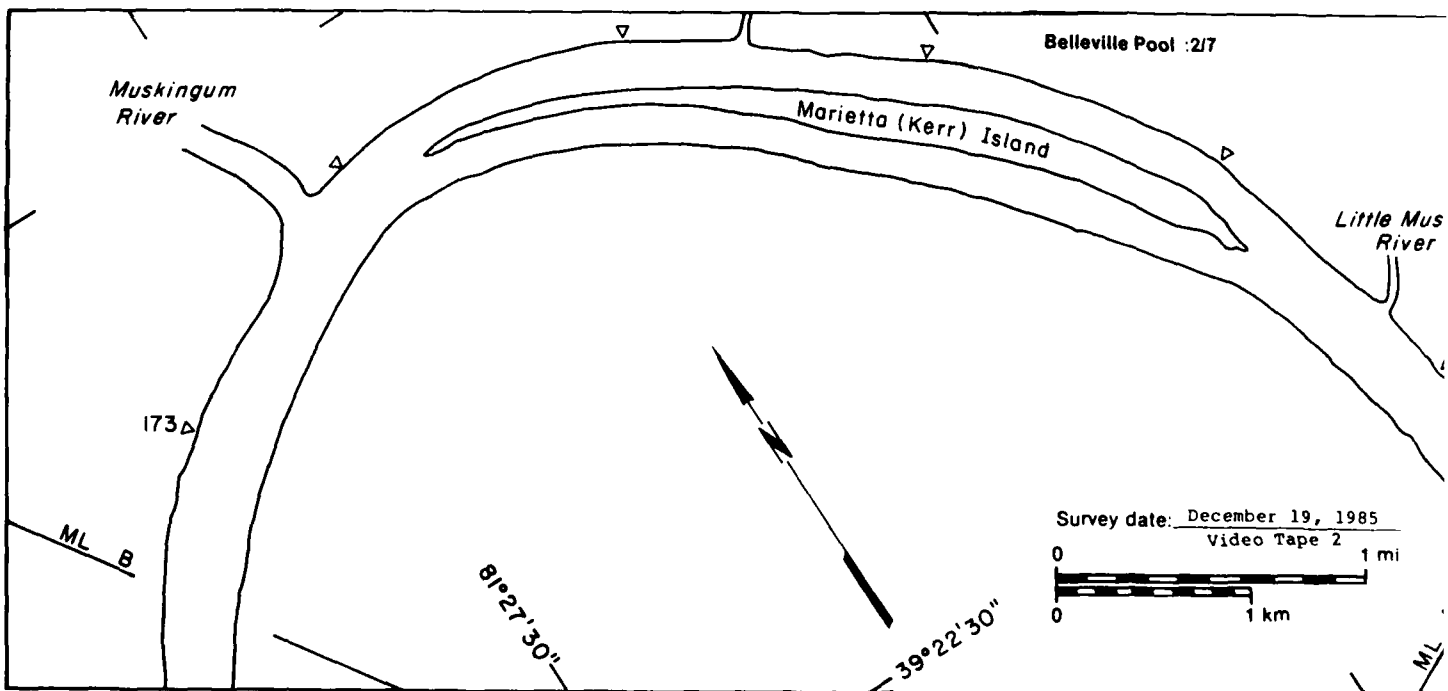 Belleville Pool :2/7
Muskingum
River
Marietta (Kerr) Island
Little Mus
River
173
ML B
N
81°27'30"
39°22'30"
Survey date: December 19, 1985
Video Tape 2
0 1 mi
0 1 km
ML